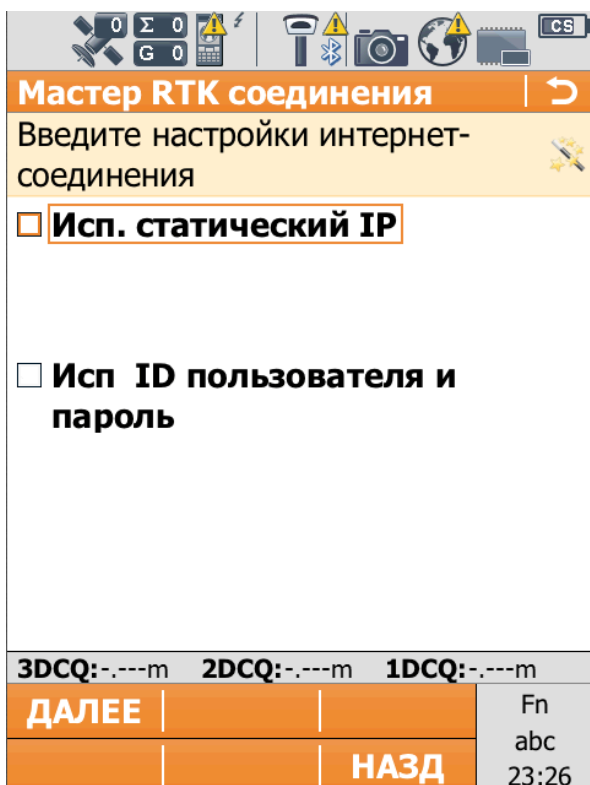 0 Σ 0
G 0
CS
Мастер RTK соединения
Введите настройки интернет-
соединения
Исп. статический IP
Исп ID пользователя и
пароль
3DCQ:-.---m 2DCQ:-.---m 1DCQ:-.---m
ДАЛЕЕ
Fn
abc
НАЗД
23:26